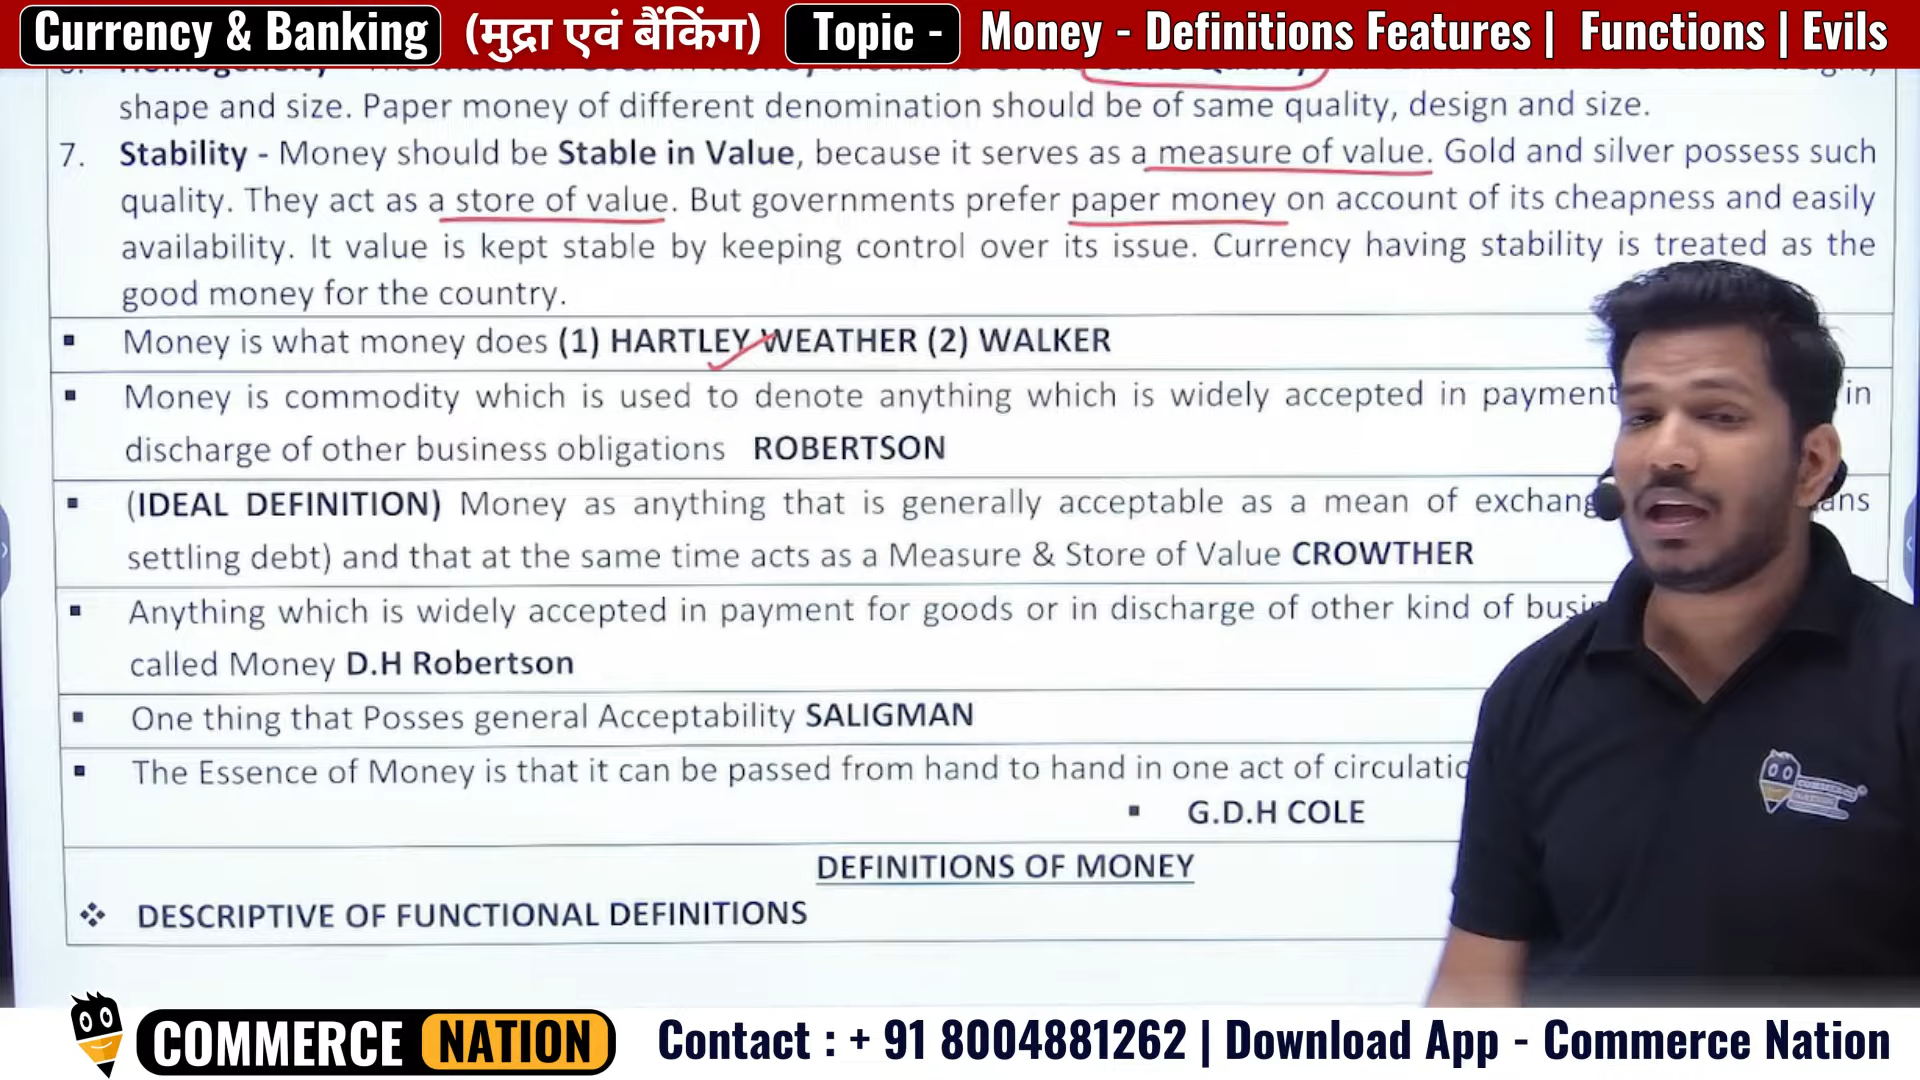 Currency & Banking (मुद्रा एवं बैंकिंग) Topic - Money - Definitions Features | Functions | Evils
shape and size. Paper money of different denomination should be of same quality, design and size.
7. Stability - Money should be Stable in Value, because it serves as a measure of value. Gold and silver possess such
quality. They act as a store of value. But governments prefer paper money on account of its cheapness and easily
availability. It value is kept stable by keeping control over its issue. Currency having stability is treated as the
good money for the country.
▪ Money is what money does (1) HARTLEY WEATHER (2) WALKER
▪ Money is commodity which is used to denote anything which is widely accepted in payment in
discharge of other business obligations ROBERTSON
▪ (IDEAL DEFINITION) Money as anything that is generally acceptable as a mean of
settling debt) and that at the same time acts as a Measure & Store of Value CROWTHER
▪ Anything which is widely accepted in payment for goods or in discharge of other kind of
called Money D.H Robertson
▪ One thing that Posses general Acceptability SALIGMAN
▪ The Essence of Money is that it can be passed from hand to hand in one act of
▪ G.D.H COLE
DEFINITIONS OF MONEY
❖ DESCRIPTIVE OF FUNCTIONAL DEFINITIONS
COMMERCE NATION
COMMERCE NATION Contact : + 91 8004881262 | Download App - Commerce Nation